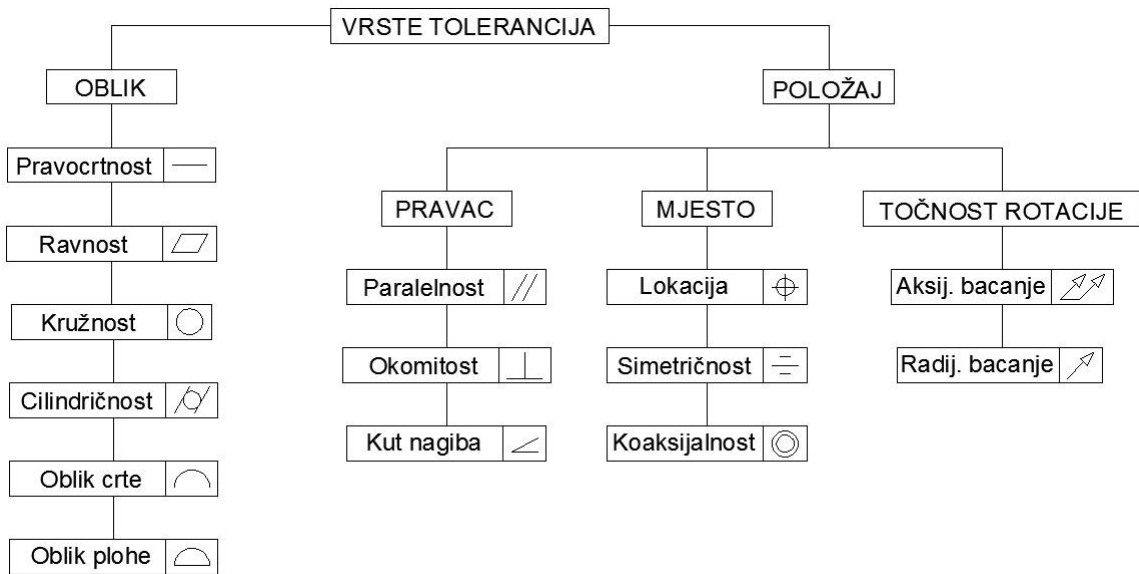 VRSTE TOLERANCIJA
OBLIK
Pravocrtnost
Ravnost
Kružnost
Cilindričnost
Oblik crte
Oblik plohe
POLOŽAJ
PRAVAC
Paralelnost
Okomitost
Kut nagiba
MJESTO
Lokacija
Simetričnost
Koaksijalnost
TOČNOST ROTACIJE
Aksij. bacanje
Radij. bacanje